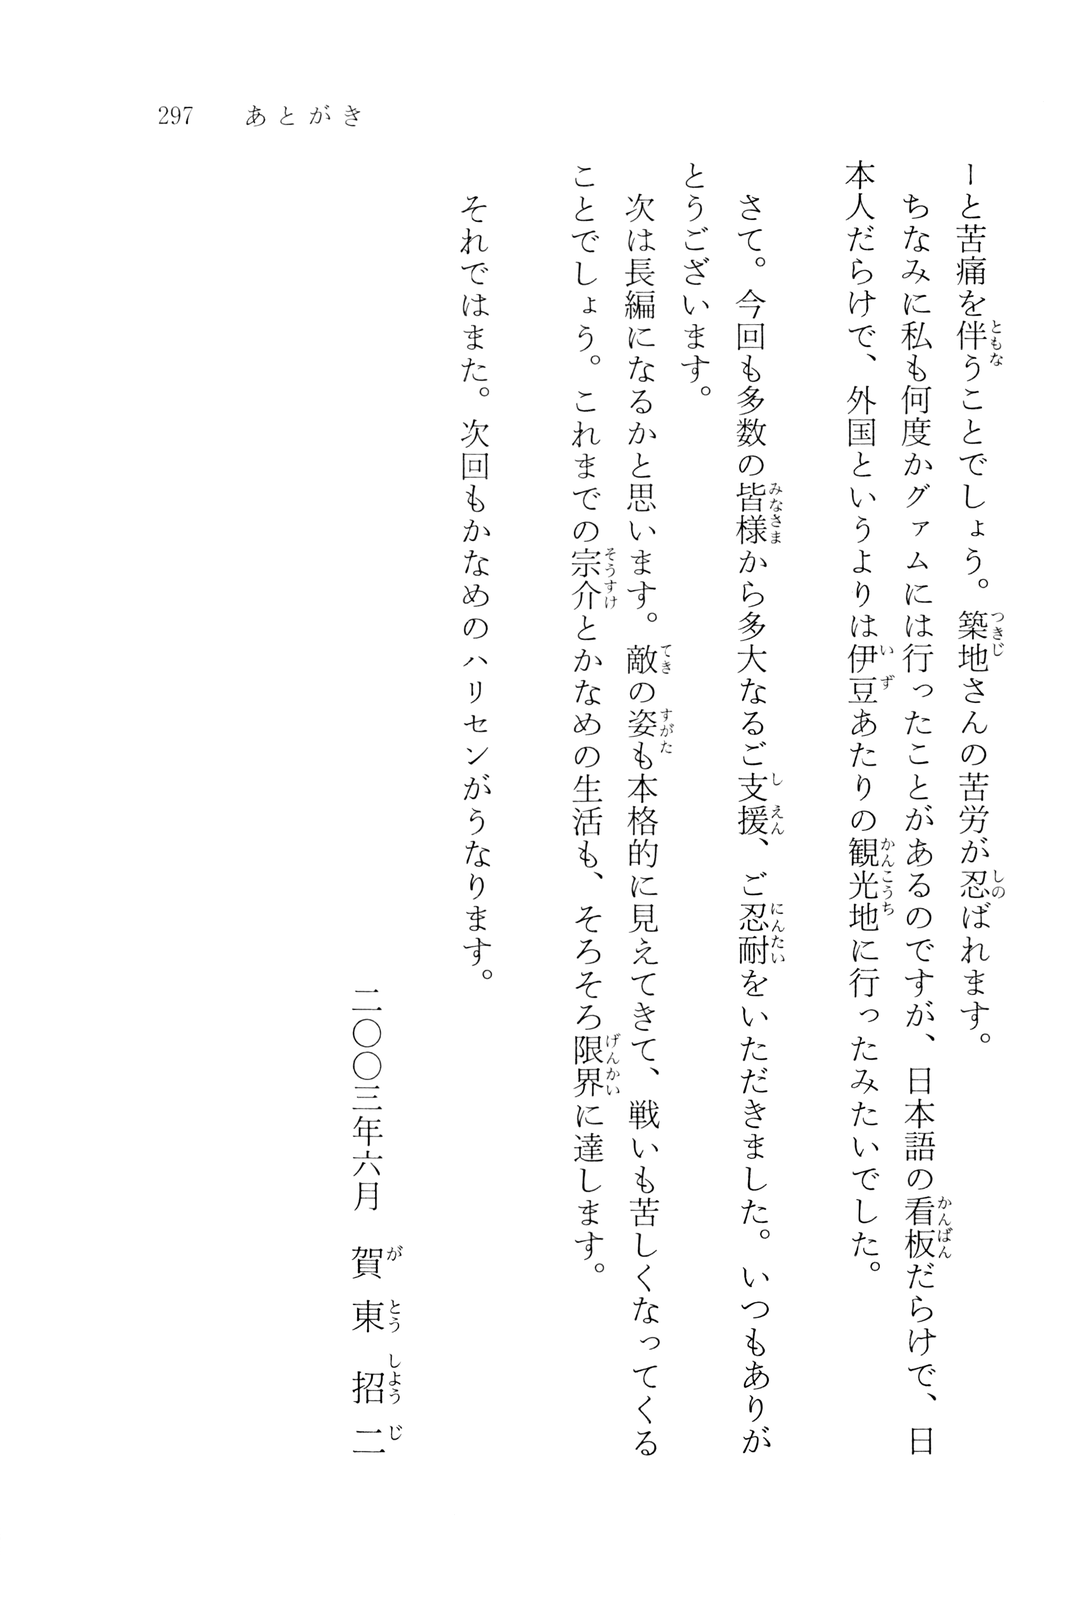 297 あとがき
ーと苦痛を伴うことでしょう。築地さんの苦労が忍ばれます。
ちなみに私も何度かグァムには行ったことがあるのですが、日本語の看板だらけで、日
本人だらけで、外国というよりは伊豆あたりの観光地に行ったみたいでした。
さて。今回も多数の皆様から多大なるご支援、ご忍耐をいただきました。いつもありが
とうございます。
次は長編になるかと思います。敵の姿も本格的に見えてきて、戦いも苦しくなってくる
ことでしょう。これまでの宗介とかなめの生活も、そろそろ限界に達します。
それではまた。次回もかなめのハリセンがうなります。
二〇〇三年六月 賀東招二